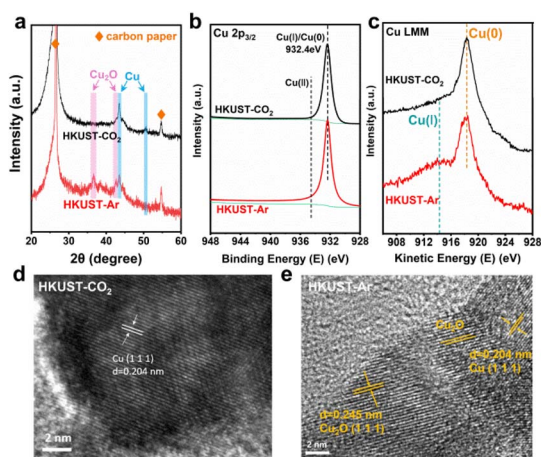 a
carbon paper
Cu₂O
Cu
HKUST-CO₂
HKUST-Ar
Intensity (a.u.)
20 30 40 50 60
2θ (degree)
b
Cu 2p₃/₂
Cu(I)/Cu(0)
932.4eV
Cu(II)
HKUST-CO₂
HKUST-Ar
Intensity (a.u.)
948 944 940 936 932 928
Binding Energy (E) (eV)
c
Cu LMM
Cu(0)
HKUST-CO₂
Cu(I)
HKUST-Ar
Intensity (a.u.)
908 913 918 923 928
Kinetic Energy (E) (eV)
d
HKUST-CO₂
Cu (1 1 1)
d=0.204 nm
2 nm
e
HKUST-Ar
Cu₂O
d=0.204 nm
Cu (1 1 1)
d=0.245 nm
Cu₂O (1 1 1)
2 nm